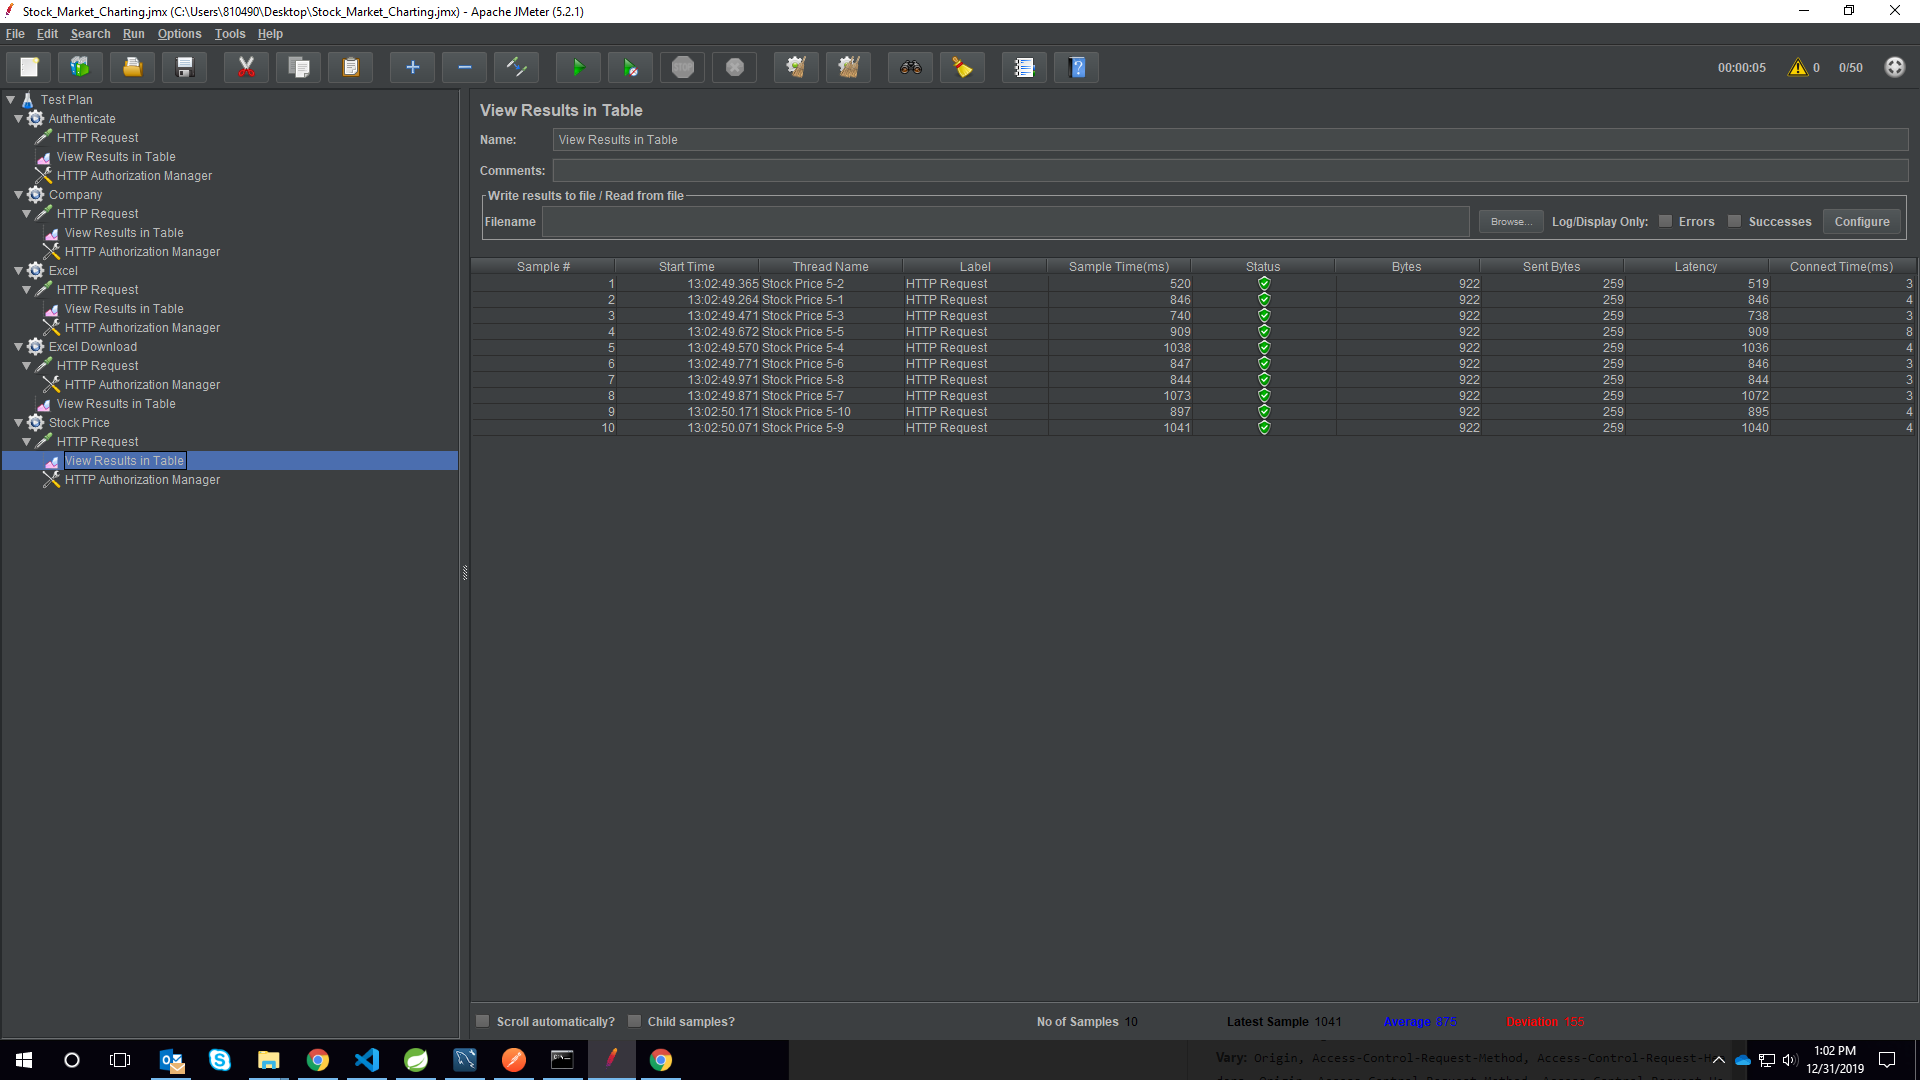 Stock_Market_Charting.jmx (C:\Users\810490\Desktop\Stock_Market_Charting.jmx) - Apache JMeter (5.2.1)
File Edit Search Run Options Tools Help
00:00:05 0 0/50
Test Plan
Authenticate
HTTP Request
View Results in Table
HTTP Authorization Manager
Company
HTTP Request
View Results in Table
HTTP Authorization Manager
Excel
HTTP Request
View Results in Table
HTTP Authorization Manager
Excel Download
HTTP Request
HTTP Authorization Manager
View Results in Table
Stock Price
HTTP Request
View Results in Table
HTTP Authorization Manager
View Results in Table
Name: View Results in Table
Comments:
Write results to file / Read from file
Filename Browse... Log/Display Only: Errors Successes Configure
Sample # Start Time Thread Name Label Sample Time(ms) Status Bytes Sent Bytes Latency Connect Time(ms)
1 13:02:49.365 Stock Price 5-2 HTTP Request 520 922 259 519 3
2 13:02:49.264 Stock Price 5-1 HTTP Request 846 922 259 846 4
3 13:02:49.471 Stock Price 5-3 HTTP Request 740 922 259 738 3
4 13:02:49.672 Stock Price 5-5 HTTP Request 909 922 259 909 8
5 13:02:49.570 Stock Price 5-4 HTTP Request 1038 922 259 1036 4
6 13:02:49.771 Stock Price 5-6 HTTP Request 847 922 259 846 3
7 13:02:49.971 Stock Price 5-8 HTTP Request 844 922 259 844 3
8 13:02:49.871 Stock Price 5-7 HTTP Request 1073 922 259 1072 3
9 13:02:50.171 Stock Price 5-10 HTTP Request 897 922 259 895 4
10 13:02:50.071 Stock Price 5-9 HTTP Request 1041 922 259 1040 4
Scroll automatically? Child samples? No of Samples 10 Latest Sample 1041 Average 875 Deviation 155
Vary: Origin, Access-Control-Request-Method, Access-Control-Request-H
1:02 PM
12/31/2019